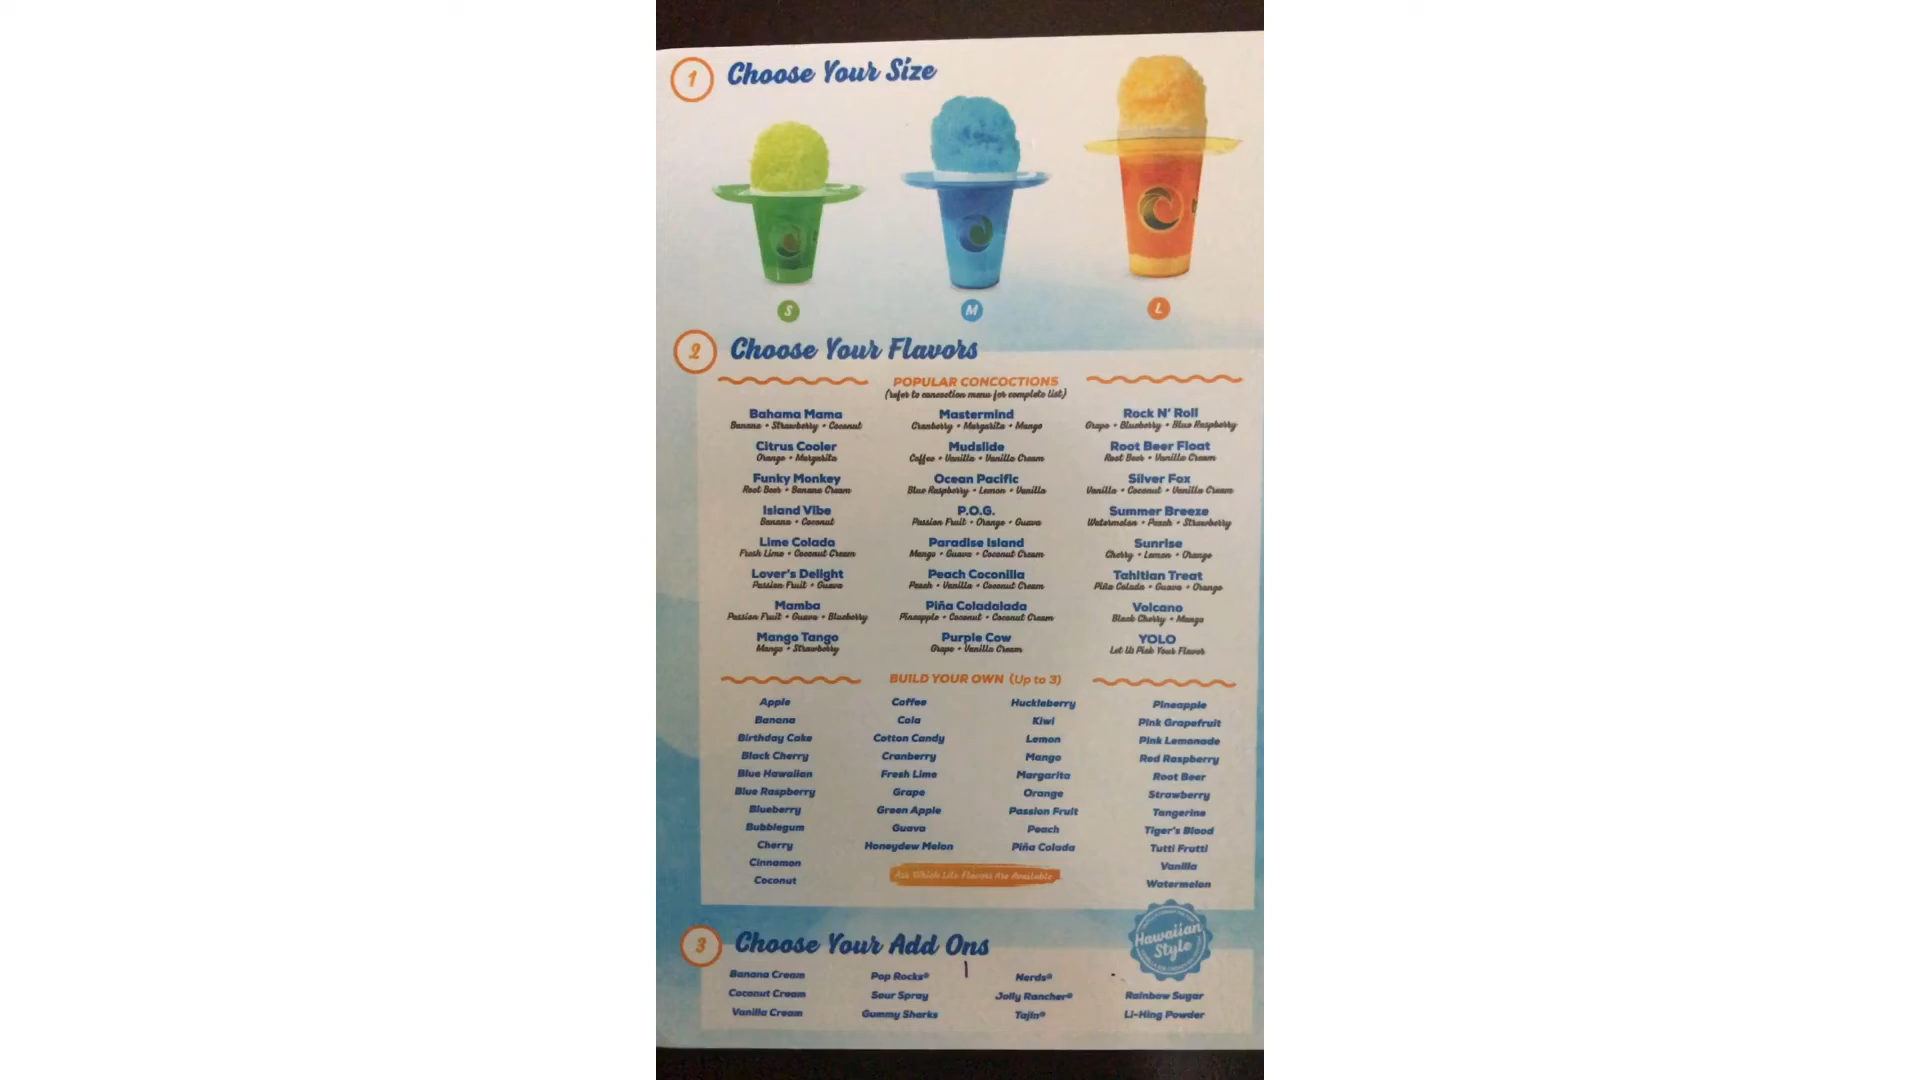 1 Choose Your Size
S M L
2 Choose Your Flavors
POPULAR CONCOCTIONS
(refer to concoction menu for complete list)
Bahama Mama
Banana • Strawberry • Coconut
Citrus Cooler
Orange • Margarita
Funky Monkey
Root Beer • Banana Cream
Island Vibe
Banana • Coconut
Lime Colada
Fresh Lime • Coconut Cream
Lover's Delight
Passion Fruit • Guava
Mamba
Passion Fruit • Guava • Blueberry
Mango Tango
Mango • Strawberry
Mastermind
Cranberry • Margarita • Mango
Mudslide
Coffee • Vanilla • Vanilla Cream
Ocean Pacific
Blue Raspberry • Lemon • Vanilla
P.O.G.
Passion Fruit • Orange • Guava
Paradise Island
Mango • Guava • Coconut Cream
Peach Coconilla
Peach • Vanilla • Coconut Cream
Piña Coladalada
Pineapple • Coconut • Coconut Cream
Purple Cow
Grape • Vanilla Cream
Rock N' Roll
Grape • Blueberry • Blue Raspberry
Root Beer Float
Root Beer • Vanilla Cream
Silver Fox
Vanilla • Coconut • Vanilla Cream
Summer Breeze
Watermelon • Peach • Strawberry
Sunrise
Cherry • Lemon • Orange
Tahitian Treat
Piña Colada • Guava • Orange
Volcano
Black Cherry • Mango
YOLO
Let Us Pick Your Flavor
BUILD YOUR OWN (Up to 3)
Apple
Banana
Birthday Cake
Black Cherry
Blue Hawaiian
Blue Raspberry
Blueberry
Bubblegum
Cherry
Cinnamon
Coconut
Coffee
Cola
Cotton Candy
Cranberry
Fresh Lime
Grape
Green Apple
Guava
Honeydew Melon
Huckleberry
Kiwi
Lemon
Mango
Margarita
Orange
Passion Fruit
Peach
Piña Colada
Pineapple
Pink Grapefruit
Pink Lemonade
Red Raspberry
Root Beer
Strawberry
Tangerine
Tiger's Blood
Tutti Frutti
Vanilla
Watermelon
Ask Which Lite Flavors Are Available
Hawaiian
Style
3 Choose Your Add Ons
Banana Cream
Coconut Cream
Vanilla Cream
Pop Rocks®
Sour Spray
Gummy Sharks
Nerds®
Jolly Rancher®
Tajin®
Rainbow Sugar
Li-Hing Powder